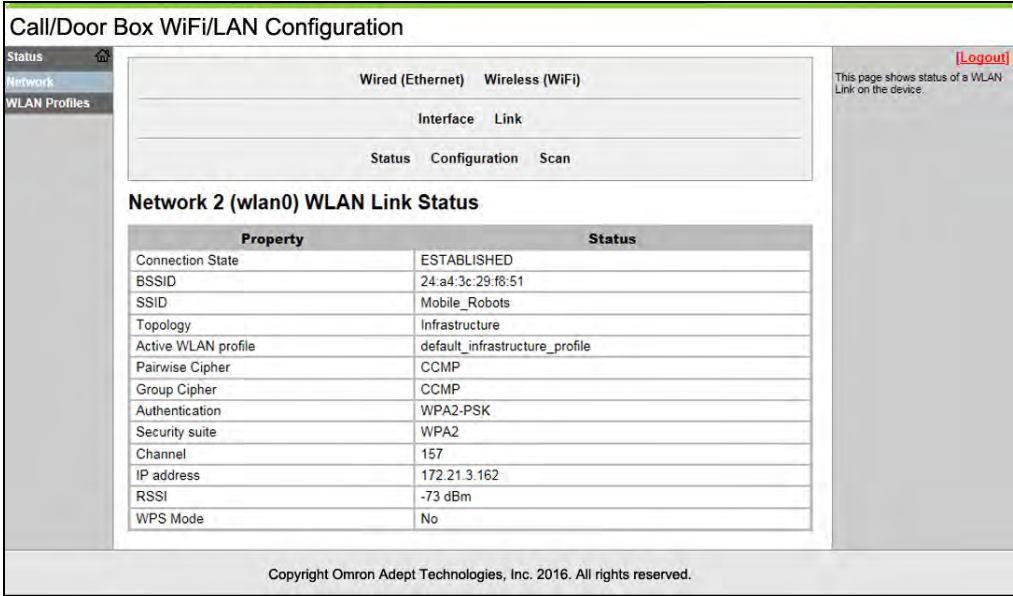 Call/Door Box WiFi/LAN Configuration
Status
Network
WLAN Profiles
Wired (Ethernet) Wireless (WiFi)
Interface Link
Status Configuration Scan
[Logout]
This page shows status of a WLAN
Link on the device.
Network 2 (wlan0) WLAN Link Status
Property Status
Connection State ESTABLISHED
BSSID 24:a4:3c:29:f8:51
SSID Mobile_Robots
Topology Infrastructure
Active WLAN profile default_infrastructure_profile
Pairwise Cipher CCMP
Group Cipher CCMP
Authentication WPA2-PSK
Security suite WPA2
Channel 157
IP address 172.21.3.162
RSSI -73 dBm
WPS Mode No
Copyright Omron Adept Technologies, Inc. 2016. All rights reserved.